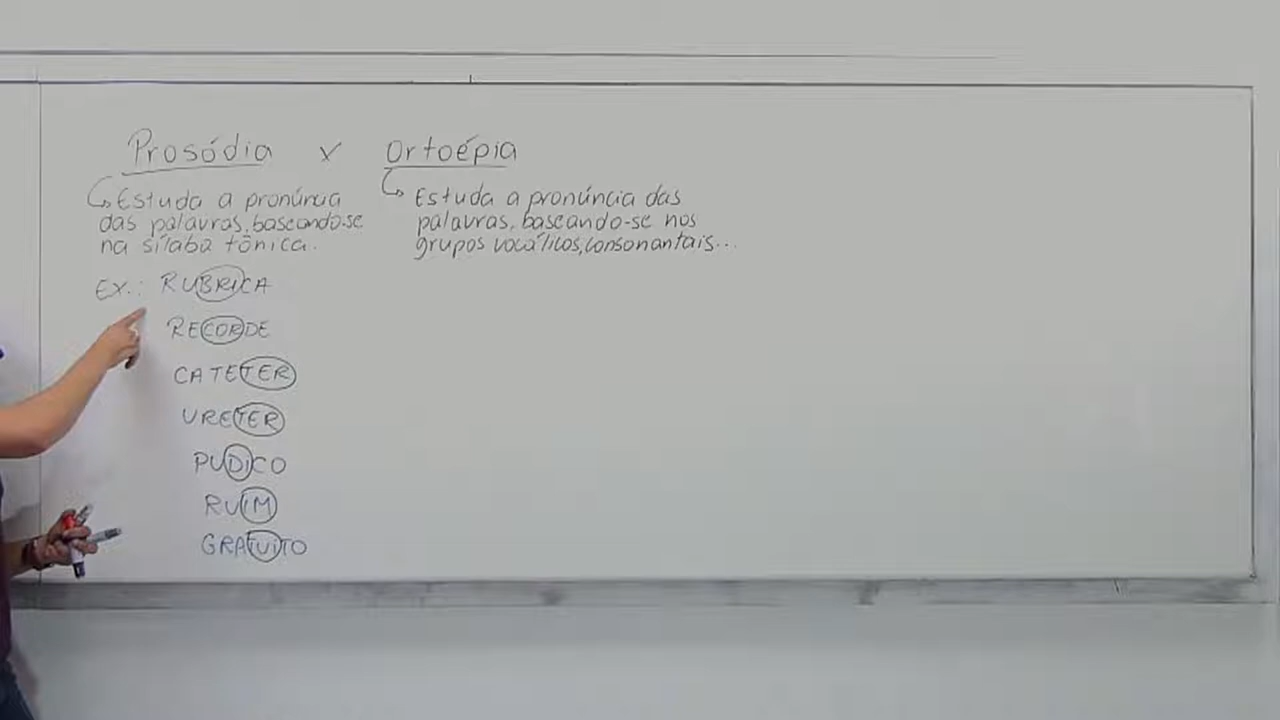 Prosódia x Ortoépia
↳ Estuda a pronúncia
das palavras, baseando-se
na sílaba tônica.
↳ Estuda a pronúncia das
palavras, baseando-se nos
grupos vocálicos, consonantais...
EX.: RUBRICA
RECORDE
CATETER
URETER
PUDICO
RUIM
GRATUITO